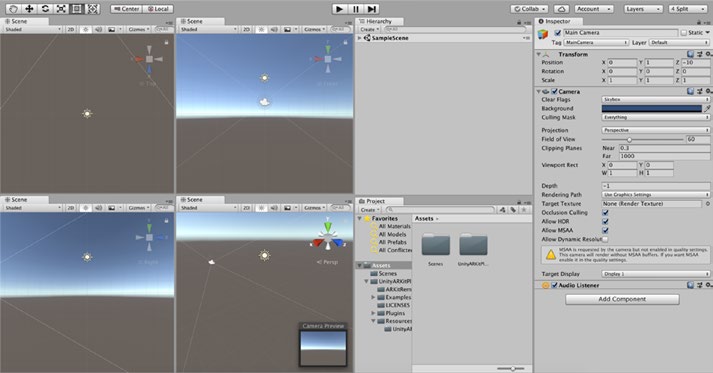 Center Local Collab Account Layers 4 Split
Scene
Shaded 2D Gizmos All
Top
Scene
Shaded 2D Gizmos All
Front
Scene
Shaded 2D Gizmos All
Right
Scene
Shaded 2D Gizmos All
y
x z
Persp
Camera Preview
Hierarchy
Create All
SampleScene
Project
Create
Favorites
All Materials
All Models
All Prefabs
All Conflicted
Assets
Scenes
UnityARKitPl
ARKitRem
Examples
LICENSES
Plugins
Resources
UnityAR
Assets
Scenes UnityARKitPl...
Inspector
Main Camera Static
Tag MainCamera Layer Default
Transform
Position X 0 Y 1 Z -10
Rotation X 0 Y 0 Z 0
Scale X 1 Y 1 Z 1
Camera
Clear Flags Skybox
Background
Culling Mask Everything
Projection Perspective
Field of View 60
Clipping Planes Near 0.3
Far 1000
Viewport Rect X 0 Y 0
W 1 H 1
Depth -1
Rendering Path Use Graphics Settings
Target Texture None (Render Texture)
Occlusion Culling
Allow HDR
Allow MSAA
Allow Dynamic Resolut
MSAA is requested by the camera but not enabled in quality settings.
This camera will render without MSAA buffers. If you want MSAA
enable it in the quality settings.
Target Display Display 1
Audio Listener
Add Component